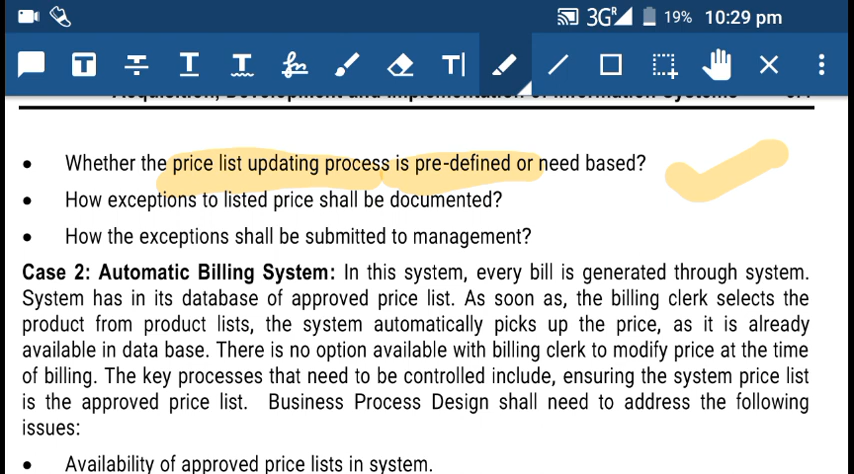 3G R 19% 10:29 pm
Acquisition, Development and Implementation of Information Systems
• Whether the price list updating process is pre-defined or need based?
• How exceptions to listed price shall be documented?
• How the exceptions shall be submitted to management?
Case 2: Automatic Billing System: In this system, every bill is generated through system.
System has in its database of approved price list. As soon as, the billing clerk selects the
product from product lists, the system automatically picks up the price, as it is already
available in data base. There is no option available with billing clerk to modify price at the time
of billing. The key processes that need to be controlled include, ensuring the system price list
is the approved price list. Business Process Design shall need to address the following
issues:
• Availability of approved price lists in system.